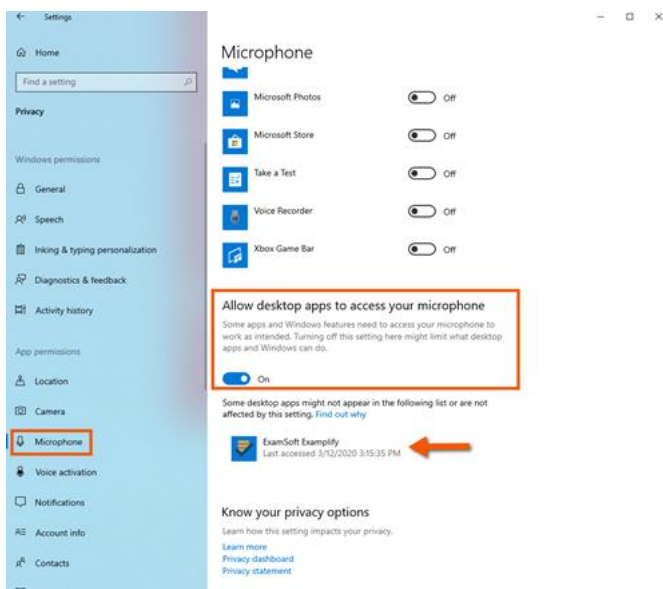 Settings
Home
Find a setting
Privacy
Windows permissions
General
Speech
Inking & typing personalization
Diagnostics & feedback
Activity history
App permissions
Location
Camera
Microphone
Voice activation
Notifications
Account info
Contacts
Microphone
Microsoft Photos Off
Microsoft Store Off
Take a Test Off
Voice Recorder Off
Xbox Game Bar Off
Allow desktop apps to access your microphone
Some apps and Windows features need to access your microphone to
work as intended. Turning off this setting here might limit what desktop
apps and Windows can do.
On
Some desktop apps might not appear in the following list or are not
affected by this setting. Find out why
ExamSoft Examplify
Last accessed 3/12/2020 3:15:35 PM
Know your privacy options
Learn how this setting impacts your privacy.
Learn more
Privacy dashboard
Privacy statement